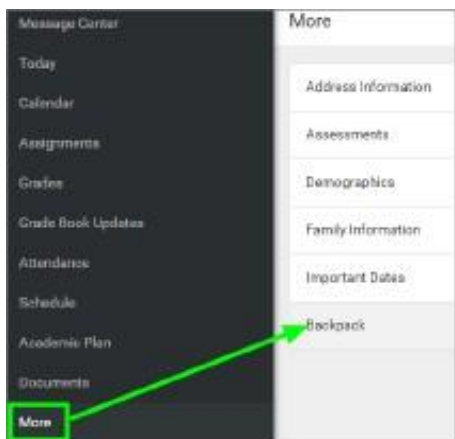 Message Center
Today
Calendar
Assignments
Grades
Grade Book Updates
Attendance
Schedule
Academic Plan
Documents
More
More
Address Information
Assessments
Demographics
Family Information
Important Dates
Backpack